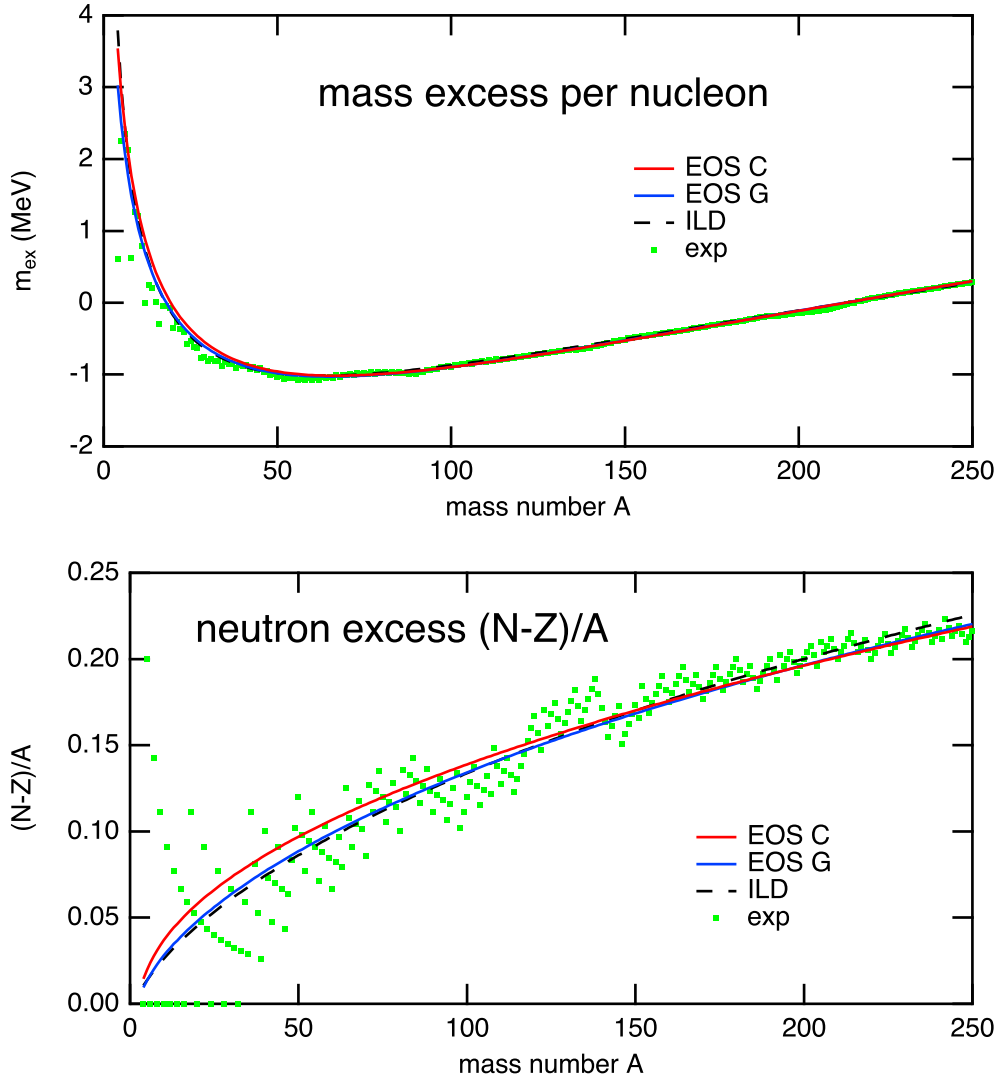 4
3
2
1
0
-1
-2
m_ex (MeV)
mass excess per nucleon
EOS C
EOS G
ILD
exp
0 50 100 150 200 250
mass number A
0.25
0.20
0.15
0.10
0.05
0.00
(N-Z)/A
neutron excess (N-Z)/A
EOS C
EOS G
ILD
exp
0 50 100 150 200 250
mass number A